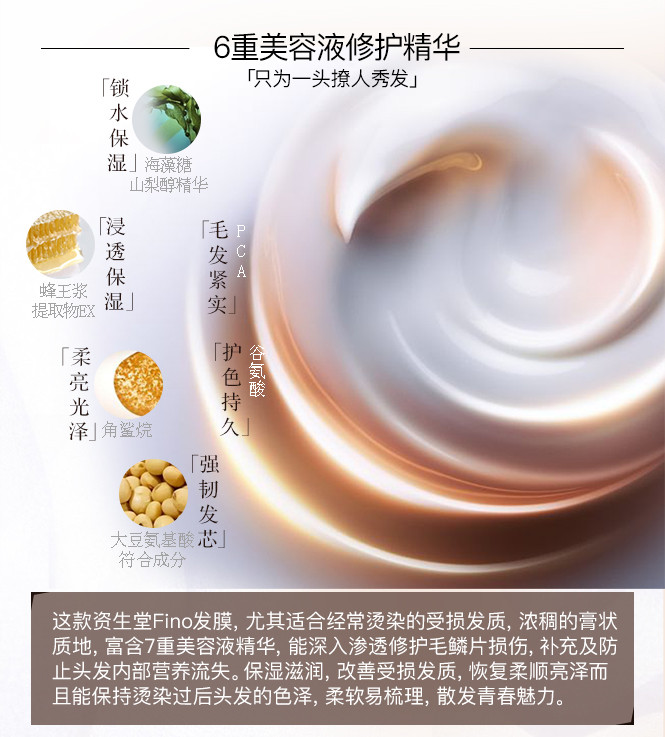 6重美容液修护精华
「只为一头撩人秀发」
「锁水保湿」
海藻糖
山梨醇精华
「浸透保湿」
蜂王浆
提取物EX
「毛发紧实」
PCA
「柔亮光泽」
角鲨烷
「护色持久」
谷氨酸
「强韧发芯」
大豆氨基酸
符合成分
这款资生堂Fino发膜, 尤其适合经常烫染的受损发质, 浓稠的膏状
质地, 富含7重美容液精华, 能深入渗透修护毛鳞片损伤, 补充及防
止头发内部营养流失。保湿滋润, 改善受损发质, 恢复柔顺亮泽而
且能保持烫染过后头发的色泽, 柔软易梳理, 散发青春魅力。